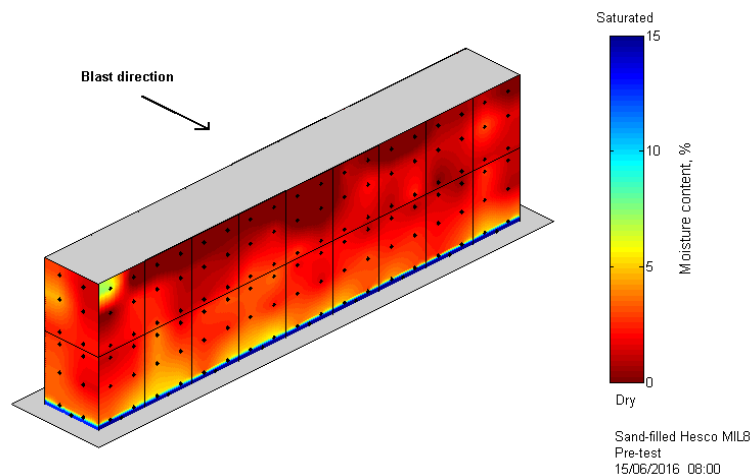 Saturated
15
Blast direction
10
Moisture content, %
5
0
Dry
Sand-filled Hesco MIL8
Pre-test
15/06/2016 08:00